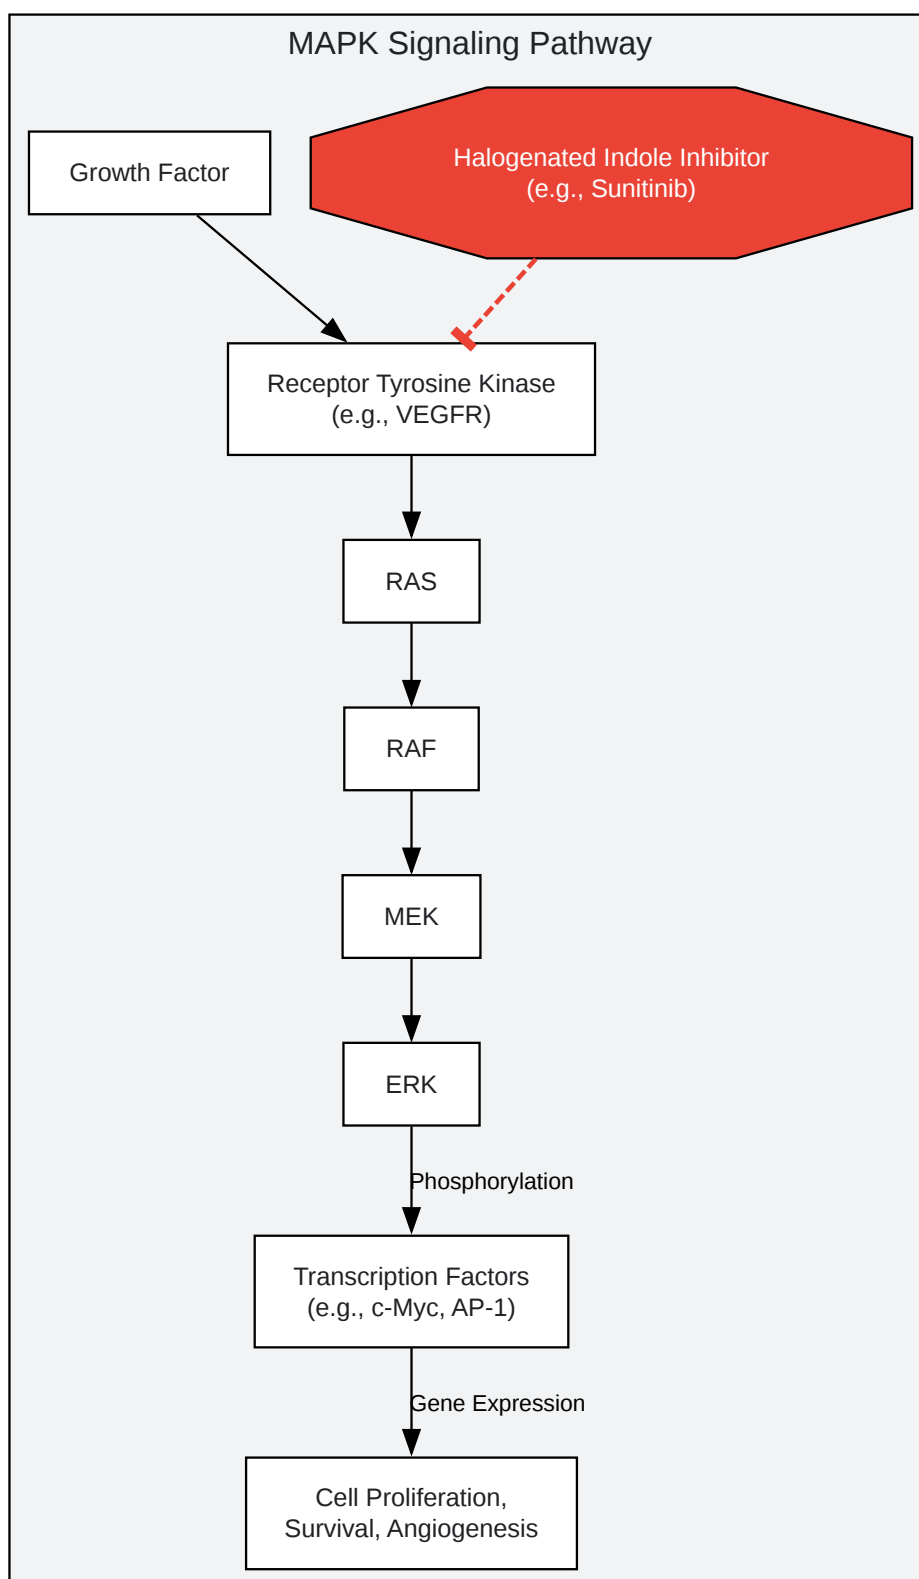 MAPK Signaling Pathway
Growth Factor
Halogenated Indole Inhibitor
(e.g., Sunitinib)
Receptor Tyrosine Kinase
(e.g., VEGFR)
RAS
RAF
MEK
ERK
Phosphorylation
Transcription Factors
(e.g., c-Myc, AP-1)
Gene Expression
Cell Proliferation,
Survival, Angiogenesis